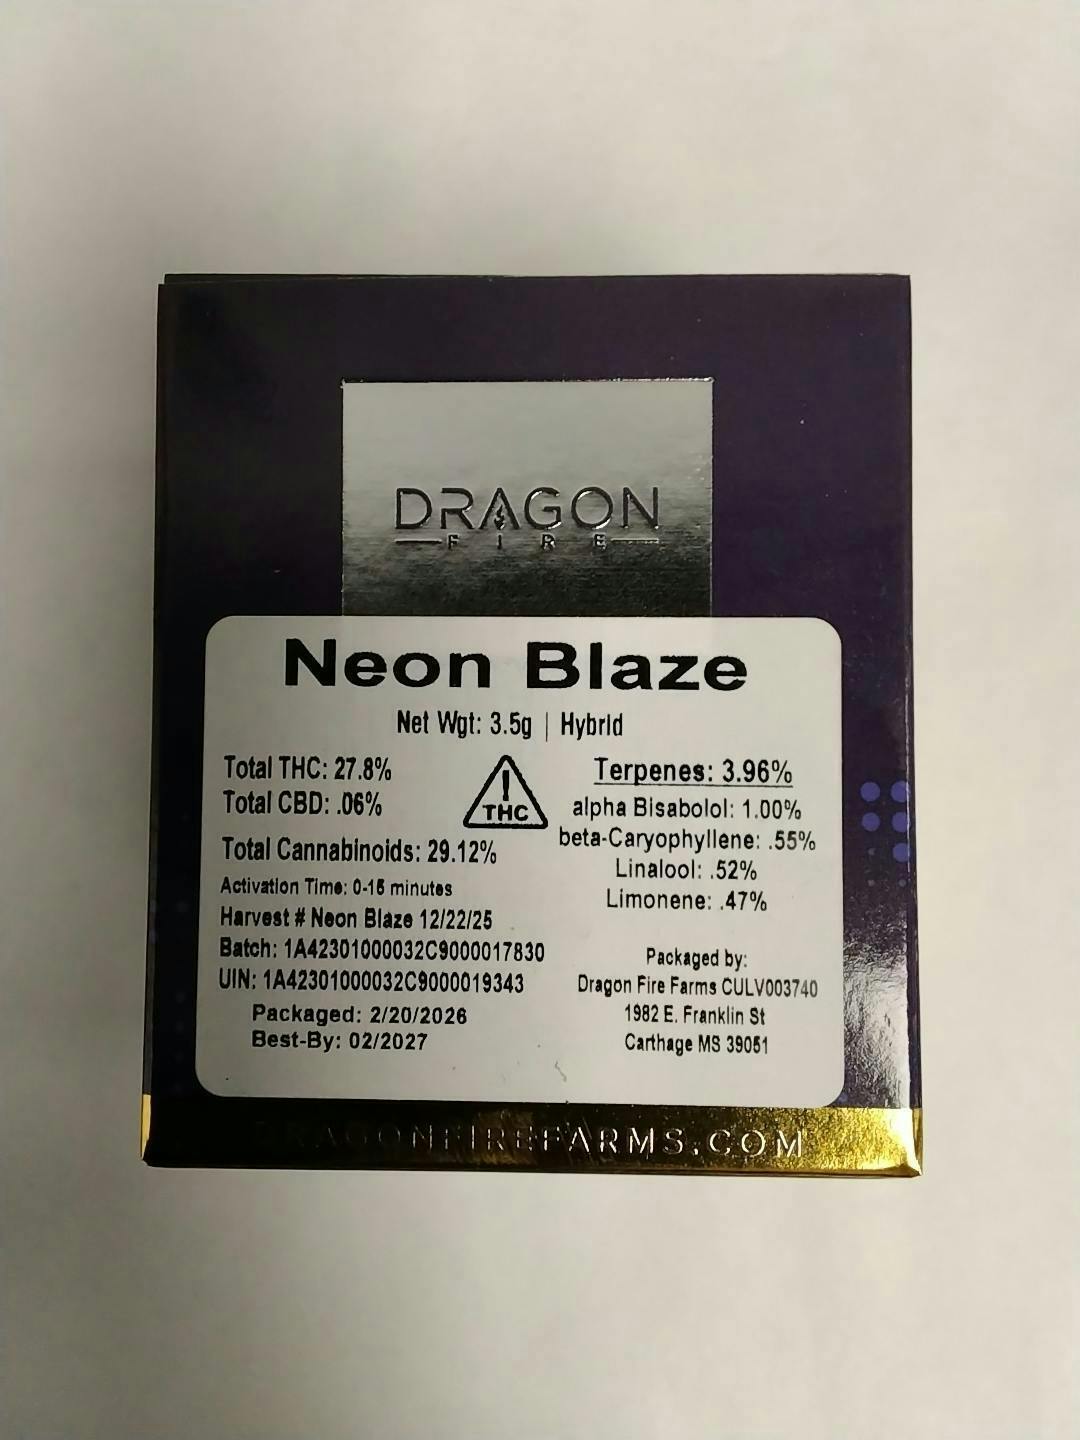 DRAGON
FIRE
Neon Blaze
Net Wgt: 3.5g | Hybrid
Total THC: 27.8%
Total CBD: .06%
Total Cannabinoids: 29.12%
Activation Time: 0-15 minutes
Harvest # Neon Blaze 12/22/25
Batch: 1A42301000032C9000017830
UIN: 1A42301000032C9000019343
Packaged: 2/20/2026
Best-By: 02/2027
THC
Terpenes: 3.96%
alpha Bisabolol: 1.00%
beta-Caryophyllene: .55%
Linalool: .52%
Limonene: .47%
Packaged by:
Dragon Fire Farms CULV003740
1982 E. Franklin St
Carthage MS 39051
DRAGONFIREFARMS.COM